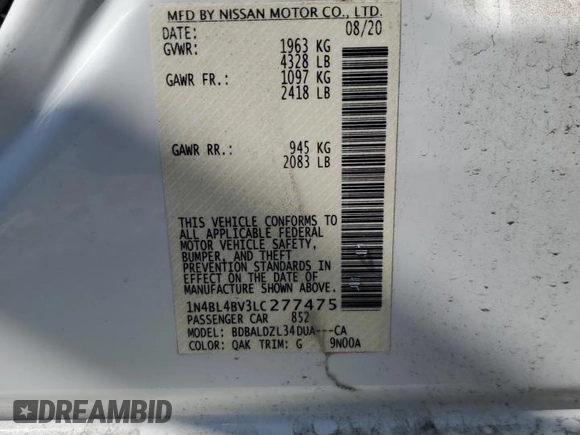 MFD BY NISSAN MOTOR CO., LTD.
DATE: 08/20
GVWR: 1963 KG
4328 LB
GAWR FR.: 1097 KG
2418 LB
GAWR RR.: 945 KG
2083 LB
THIS VEHICLE CONFORMS TO
ALL APPLICABLE FEDERAL
MOTOR VEHICLE SAFETY,
BUMPER, AND THEFT
PREVENTION STANDARDS IN
EFFECT ON THE DATE OF
MANUFACTURE SHOWN ABOVE.
1N4BL4BV3LC277475
PASSENGER CAR 852
MODEL: BDBALDZL34DUA---CA
COLOR: QAK TRIM: G 9N00A
DREAMBID